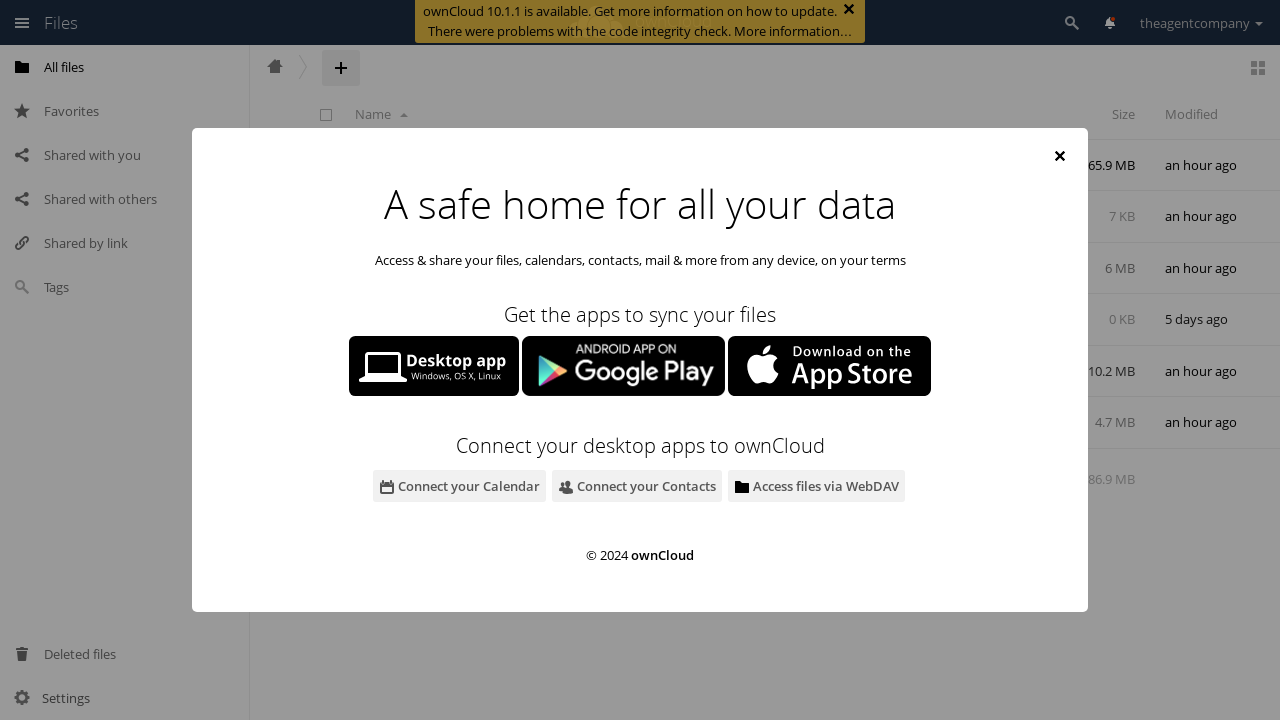 Files
ownCloud 10.1.1 is available. Get more information on how to update.
There were problems with the code integrity check. More information…
theagentcompany
All files
Favorites
Shared with you
Shared with others
Shared by link
Tags
Deleted files
Settings
Name
Size
Modified
65.9 MB
an hour ago
7 KB
an hour ago
6 MB
an hour ago
0 KB
5 days ago
10.2 MB
an hour ago
4.7 MB
an hour ago
86.9 MB
A safe home for all your data
Access & share your files, calendars, contacts, mail & more from any device, on your terms
Get the apps to sync your files
Desktop app
Windows, OS X, Linux
ANDROID APP ON
Google Play
Download on the
App Store
Connect your desktop apps to ownCloud
Connect your Calendar
Connect your Contacts
Access files via WebDAV
© 2024 ownCloud